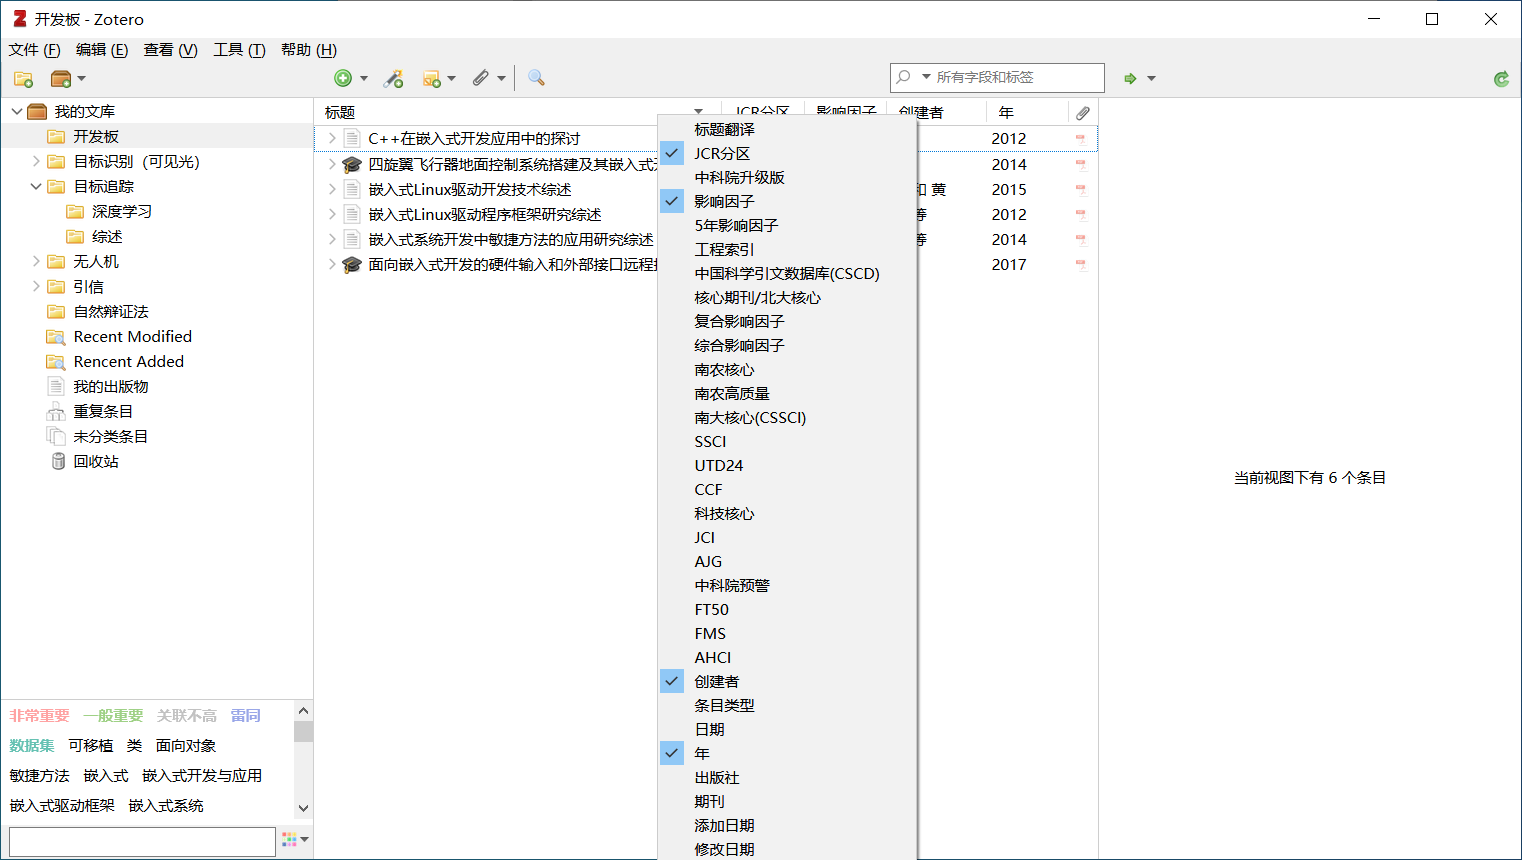 开发板 - Zotero
文件 (F) 编辑 (E) 查看 (V) 工具 (T) 帮助 (H)
所有字段和标签
我的文库
开发板
目标识别（可见光）
目标追踪
深度学习
综述
无人机
引信
自然辩证法
Recent Modified
Rencent Added
我的出版物
重复条目
未分类条目
回收站
非常重要 一般重要 关联不高 雷同
数据集 可移植 类 面向对象
敏捷方法 嵌入式 嵌入式开发与应用
嵌入式驱动框架 嵌入式系统
标题 JCR分区 影响因子 创建者 年
C++在嵌入式开发应用中的探讨 2012
四旋翼飞行器地面控制系统搭建及其嵌入式 2014
嵌入式Linux驱动开发技术综述 和 黄 2015
嵌入式Linux驱动程序框架研究综述 等 2012
嵌入式系统开发中敏捷方法的应用研究综述 等 2014
面向嵌入式开发的硬件输入和外部接口远程 2017
标题翻译
JCR分区
中科院升级版
影响因子
5年影响因子
工程索引
中国科学引文数据库(CSCD)
核心期刊/北大核心
复合影响因子
综合影响因子
南农核心
南农高质量
南大核心(CSSCI)
SSCI
UTD24
CCF
科技核心
JCI
AJG
中科院预警
FT50
FMS
AHCI
创建者
条目类型
日期
年
出版社
期刊
添加日期
修改日期
当前视图下有 6 个条目